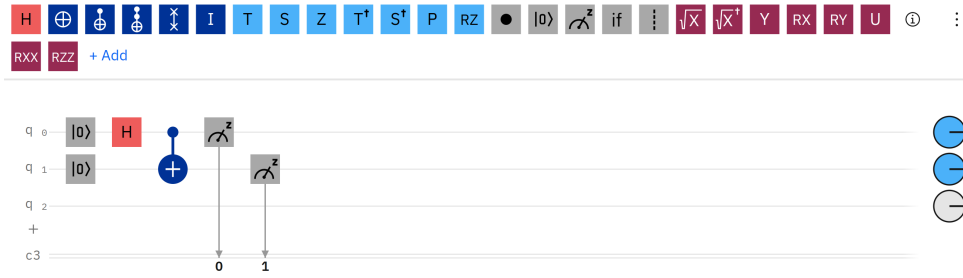 H I T S Z T† S† P RZ |0⟩ z if √X √X† Y RX RY U i
RXX RZZ + Add
q 0 |0⟩ H z
q 1 |0⟩ z
q 2
+
c3
0 1